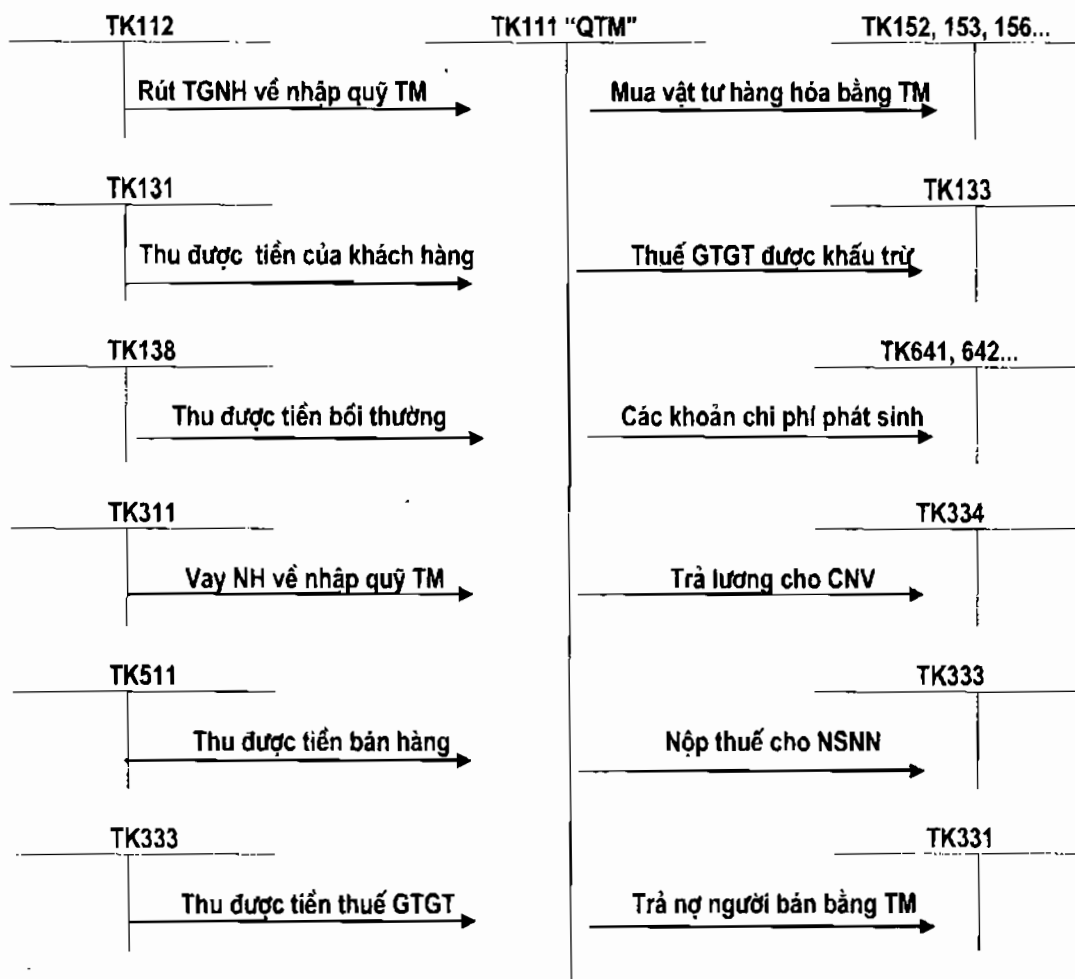 TK112 TK111 "QTM" TK152, 153, 156...
Rút TGNH về nhập quỹ TM Mua vật tư hàng hóa bằng TM
TK131 TK133
Thu được tiền của khách hàng Thuế GTGT được khấu trừ
TK138 TK641, 642...
Thu được tiền bồi thường Các khoản chi phí phát sinh
TK311 TK334
Vay NH về nhập quỹ TM Trả lương cho CNV
TK511 TK333
Thu được tiền bán hàng Nộp thuế cho NSNN
TK333 TK331
Thu được tiền thuế GTGT Trả nợ người bán bằng TM